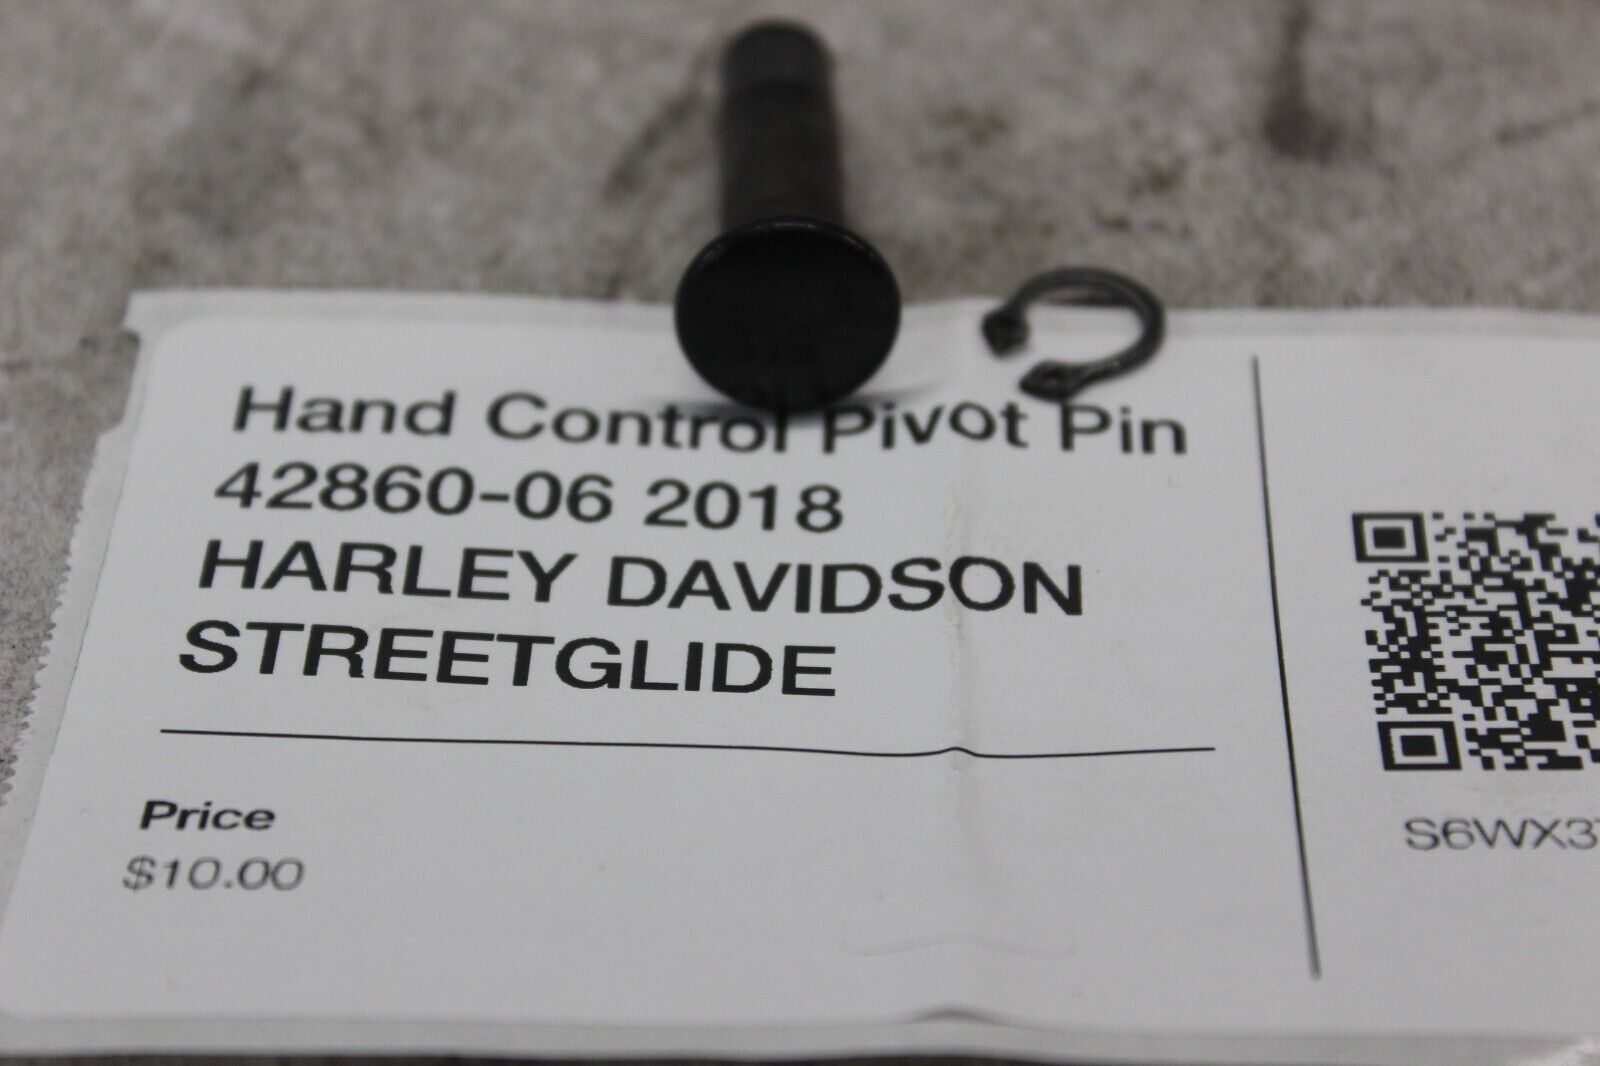 Hand Control Pivot Pin
42860-06 2018
HARLEY DAVIDSON
STREETGLIDE
Price
$10.00